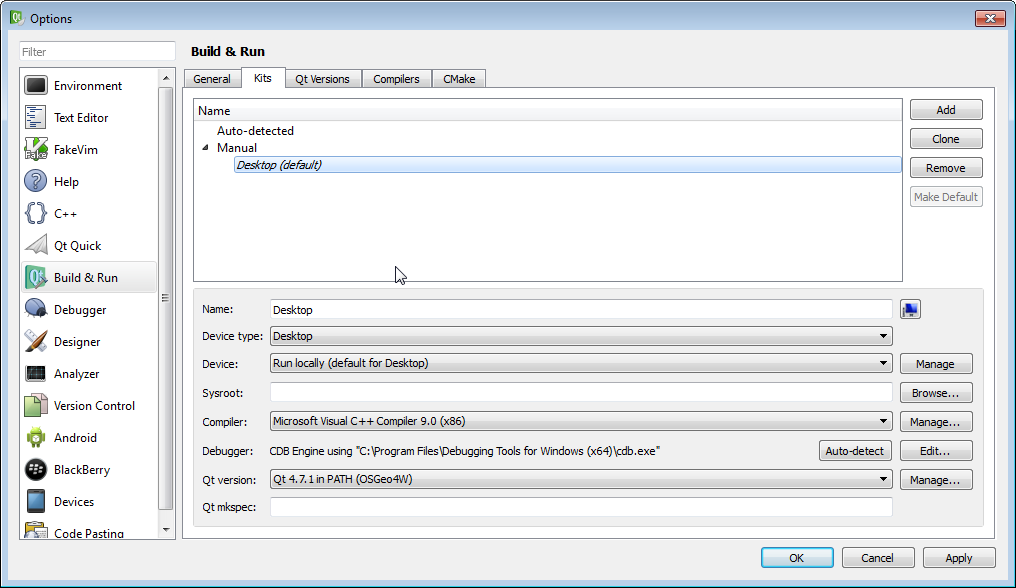 Options
Filter
Environment
Text Editor
FakeVim
Help
C++
Qt Quick
Build & Run
Debugger
Designer
Analyzer
Version Control
Android
BlackBerry
Devices
Code Pasting
Build & Run
General Kits Qt Versions Compilers CMake
Name
Auto-detected
Manual
Desktop (default)
Add
Clone
Remove
Make Default
Name: Desktop
Device type: Desktop
Device: Run locally (default for Desktop) Manage
Sysroot: Browse...
Compiler: Microsoft Visual C++ Compiler 9.0 (x86) Manage...
Debugger: CDB Engine using "C:\Program Files\Debugging Tools for Windows (x64)\cdb.exe" Auto-detect Edit...
Qt version: Qt 4.7.1 in PATH (OSGeo4W) Manage...
Qt mkspec:
OK Cancel Apply